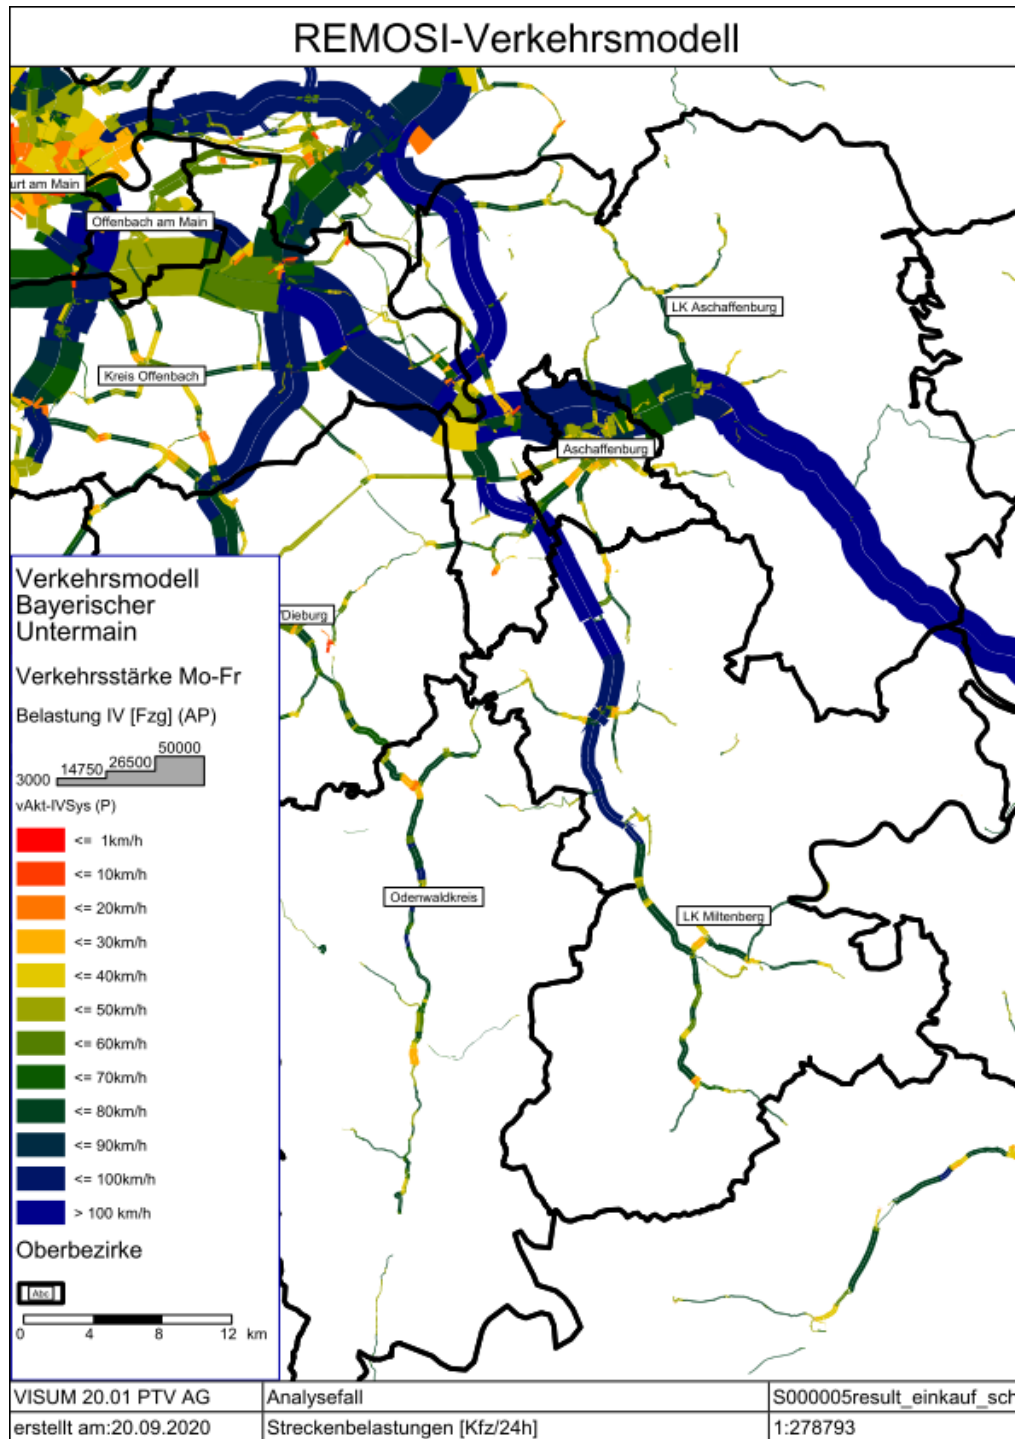 REMOSI-Verkehrsmodell
urt am Main
Offenbach am Main
LK Aschaffenburg
Kreis Offenbach
Aschaffenburg
Verkehrsmodell
Bayerischer
Untermain
Verkehrsstärke Mo-Fr
Belastung IV [Fzg] (AP)
3000 14750 26500 50000
vAkt-IVSys (P)
<= 1km/h
<= 10km/h
<= 20km/h
<= 30km/h
<= 40km/h
<= 50km/h
<= 60km/h
<= 70km/h
<= 80km/h
<= 90km/h
<= 100km/h
> 100 km/h
Oberbezirke
Abc
0 4 8 12 km
/Dieburg
Odenwaldkreis
LK Miltenberg
VISUM 20.01 PTV AG
Analysefall
S000005result_einkauf_sch
erstellt am:20.09.2020
Streckenbelastungen [Kfz/24h]
1:278793